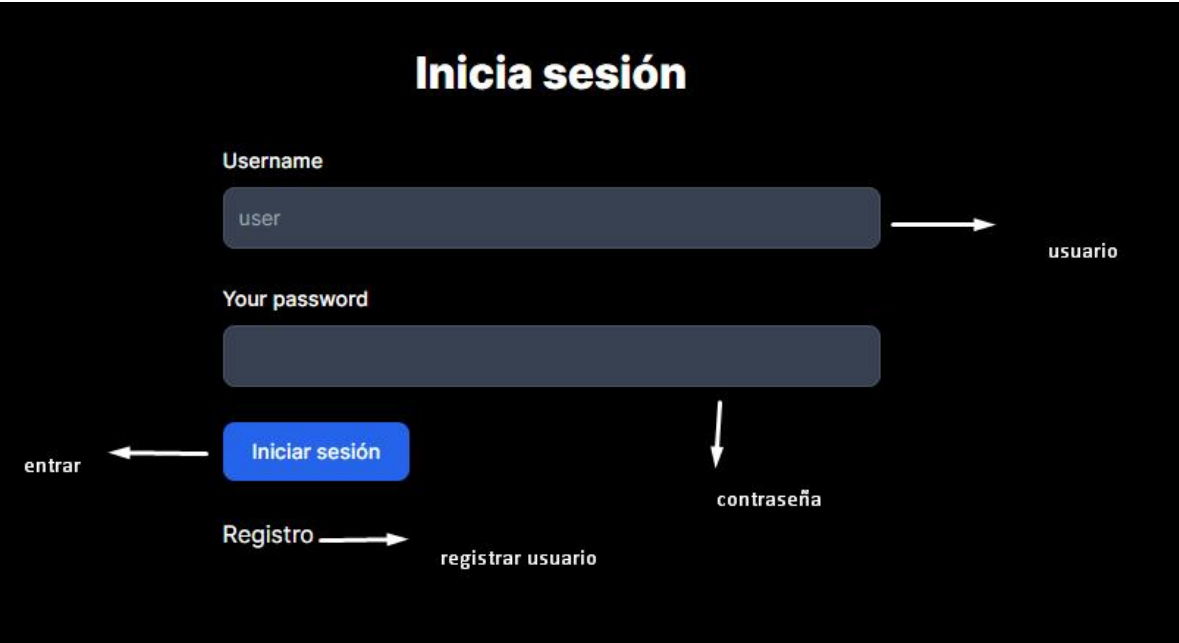 Inicia sesión
Username
user
usuario
Your password
Iniciar sesión
entrar
contraseña
Registro
registrar usuario